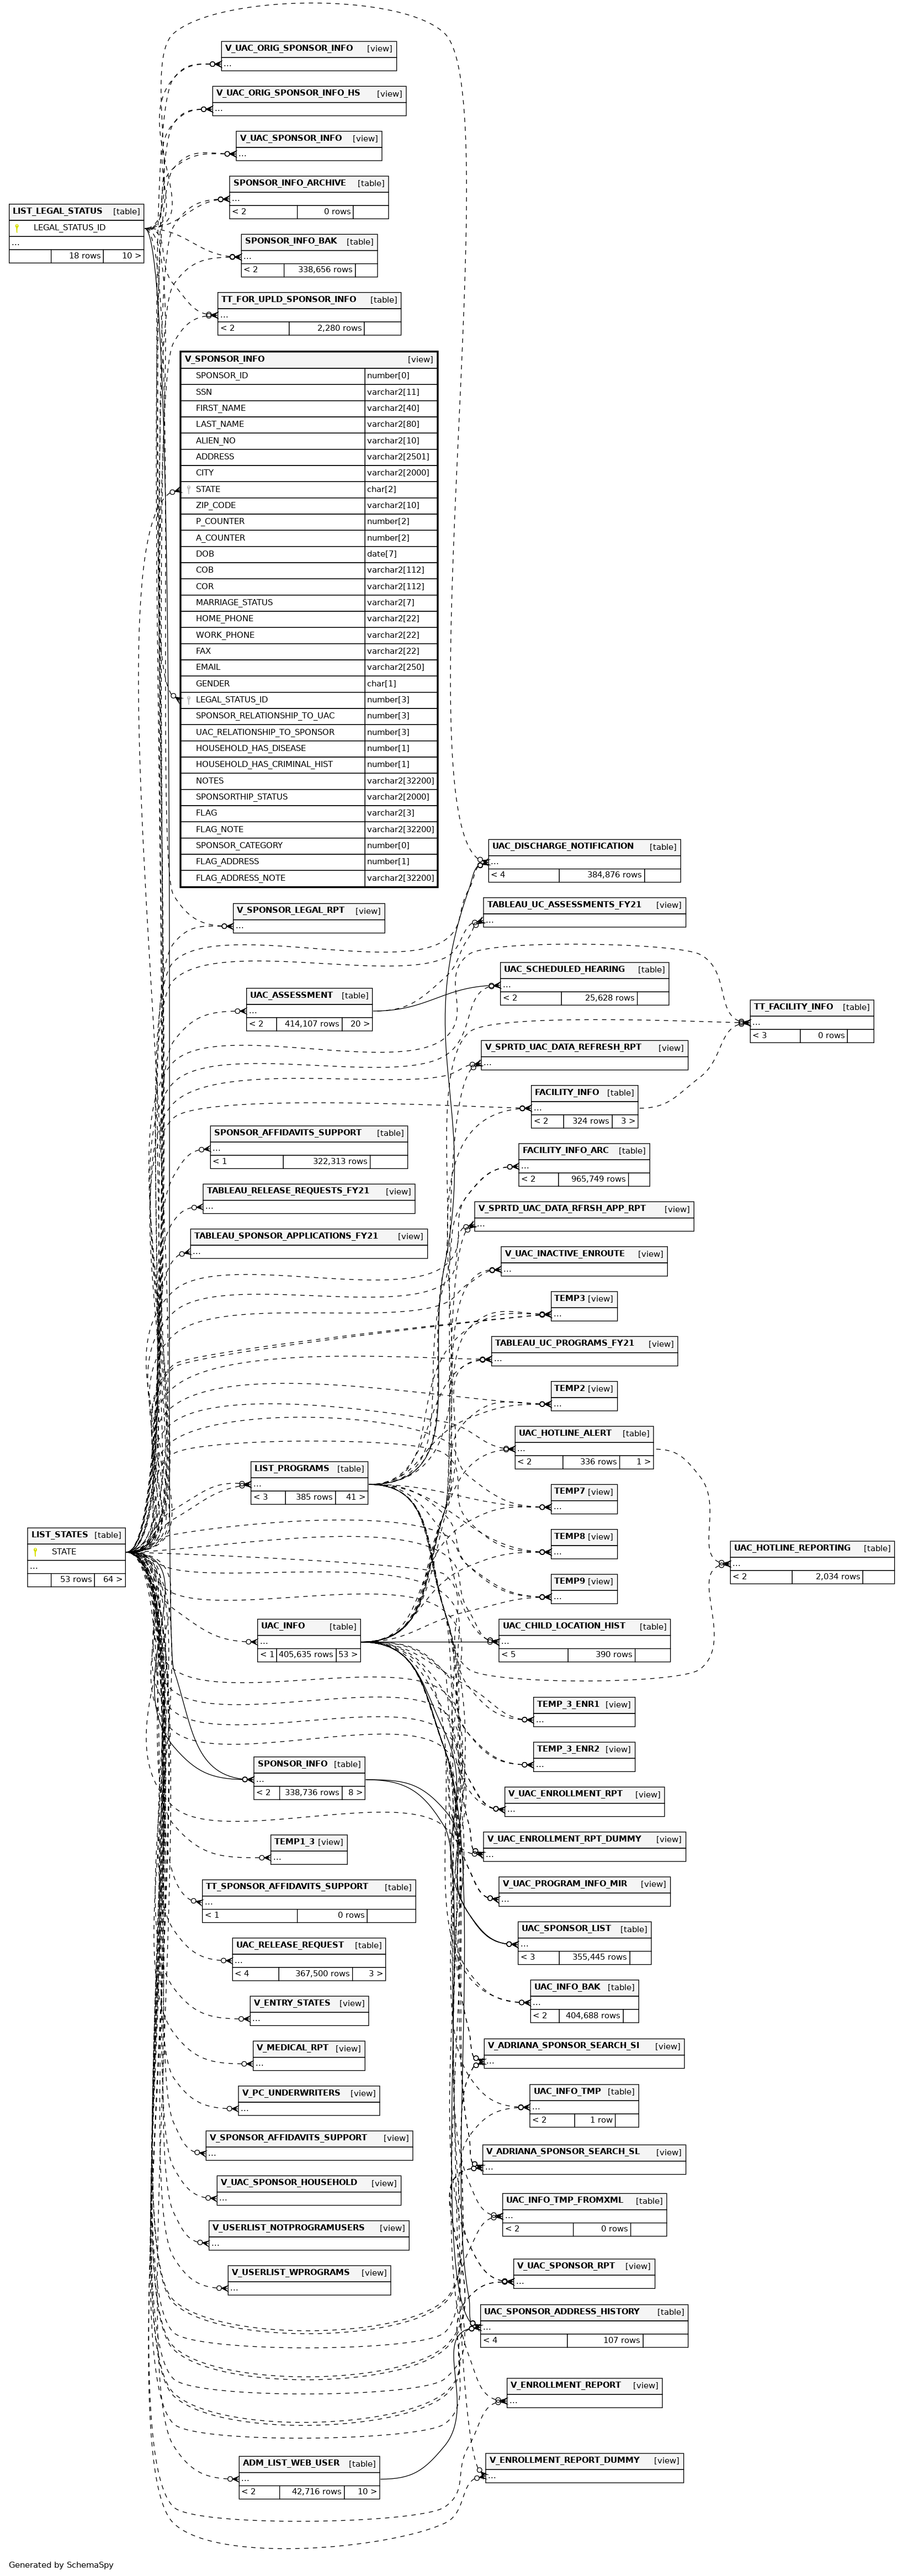 V_UAC_ORIG_SPONSOR_INFO [view]
...
V_UAC_ORIG_SPONSOR_INFO_HS [view]
...
V_UAC_SPONSOR_INFO [view]
...
SPONSOR_INFO_ARCHIVE [table]
...
< 2 0 rows
LIST_LEGAL_STATUS [table]
LEGAL_STATUS_ID
...
18 rows 10 >
SPONSOR_INFO_BAK [table]
...
< 2 338,656 rows
TT_FOR_UPLD_SPONSOR_INFO [table]
...
< 2 2,280 rows
V_SPONSOR_INFO [view]
SPONSOR_ID number[0]
SSN varchar2[11]
FIRST_NAME varchar2[40]
LAST_NAME varchar2[80]
ALIEN_NO varchar2[10]
ADDRESS varchar2[2501]
CITY varchar2[2000]
STATE char[2]
ZIP_CODE varchar2[10]
P_COUNTER number[2]
A_COUNTER number[2]
DOB date[7]
COB varchar2[112]
COR varchar2[112]
MARRIAGE_STATUS varchar2[7]
HOME_PHONE varchar2[22]
WORK_PHONE varchar2[22]
FAX varchar2[22]
EMAIL varchar2[250]
GENDER char[1]
LEGAL_STATUS_ID number[3]
SPONSOR_RELATIONSHIP_TO_UAC number[3]
UAC_RELATIONSHIP_TO_SPONSOR number[3]
HOUSEHOLD_HAS_DISEASE number[1]
HOUSEHOLD_HAS_CRIMINAL_HIST number[1]
NOTES varchar2[32200]
SPONSORTHIP_STATUS varchar2[2000]
FLAG varchar2[3]
FLAG_NOTE varchar2[32200]
SPONSOR_CATEGORY number[0]
FLAG_ADDRESS number[1]
FLAG_ADDRESS_NOTE varchar2[32200]
UAC_DISCHARGE_NOTIFICATION [table]
...
< 4 384,876 rows
TABLEAU_UC_ASSESSMENTS_FY21 [view]
...
V_SPONSOR_LEGAL_RPT [view]
...
UAC_SCHEDULED_HEARING [table]
...
< 2 25,628 rows
UAC_ASSESSMENT [table]
...
< 2 414,107 rows 20 >
TT_FACILITY_INFO [table]
...
< 3 0 rows
V_SPRTD_UAC_DATA_REFRESH_RPT [view]
...
FACILITY_INFO [table]
...
< 2 324 rows 3 >
SPONSOR_AFFIDAVITS_SUPPORT [table]
...
< 1 322,313 rows
FACILITY_INFO_ARC [table]
...
< 2 965,749 rows
TABLEAU_RELEASE_REQUESTS_FY21 [view]
...
V_SPRTD_UAC_DATA_RFRSH_APP_RPT [view]
...
TABLEAU_SPONSOR_APPLICATIONS_FY21 [view]
...
V_UAC_INACTIVE_ENROUTE [view]
...
TEMP3 [view]
...
TABLEAU_UC_PROGRAMS_FY21 [view]
...
TEMP2 [view]
...
UAC_HOTLINE_ALERT [table]
...
< 2 336 rows 1 >
LIST_PROGRAMS [table]
...
< 3 385 rows 41 >
TEMP7 [view]
...
LIST_STATES [table]
STATE
...
53 rows 64 >
TEMP8 [view]
...
UAC_HOTLINE_REPORTING [table]
...
< 2 2,034 rows
TEMP9 [view]
...
UAC_INFO [table]
...
< 1 405,635 rows 53 >
UAC_CHILD_LOCATION_HIST [table]
...
< 5 390 rows
TEMP_3_ENR1 [view]
...
TEMP_3_ENR2 [view]
...
SPONSOR_INFO [table]
...
< 2 338,736 rows 8 >
V_UAC_ENROLLMENT_RPT [view]
...
V_UAC_ENROLLMENT_RPT_DUMMY [view]
...
TEMP1_3 [view]
...
V_UAC_PROGRAM_INFO_MIR [view]
...
TT_SPONSOR_AFFIDAVITS_SUPPORT [table]
...
< 1 0 rows
UAC_SPONSOR_LIST [table]
...
< 3 355,445 rows
UAC_RELEASE_REQUEST [table]
...
< 4 367,500 rows 3 >
UAC_INFO_BAK [table]
...
< 2 404,688 rows
V_ENTRY_STATES [view]
...
V_ADRIANA_SPONSOR_SEARCH_SI [view]
...
V_MEDICAL_RPT [view]
...
UAC_INFO_TMP [table]
...
< 2 1 row
V_PC_UNDERWRITERS [view]
...
V_SPONSOR_AFFIDAVITS_SUPPORT [view]
...
V_ADRIANA_SPONSOR_SEARCH_SL [view]
...
V_UAC_SPONSOR_HOUSEHOLD [view]
...
UAC_INFO_TMP_FROMXML [table]
...
< 2 0 rows
V_USERLIST_NOTPROGRAMUSERS [view]
...
V_UAC_SPONSOR_RPT [view]
...
V_USERLIST_WPROGRAMS [view]
...
UAC_SPONSOR_ADDRESS_HISTORY [table]
...
< 4 107 rows
V_ENROLLMENT_REPORT [view]
...
ADM_LIST_WEB_USER [table]
...
< 2 42,716 rows 10 >
V_ENROLLMENT_REPORT_DUMMY [view]
...
Generated by SchemaSpy